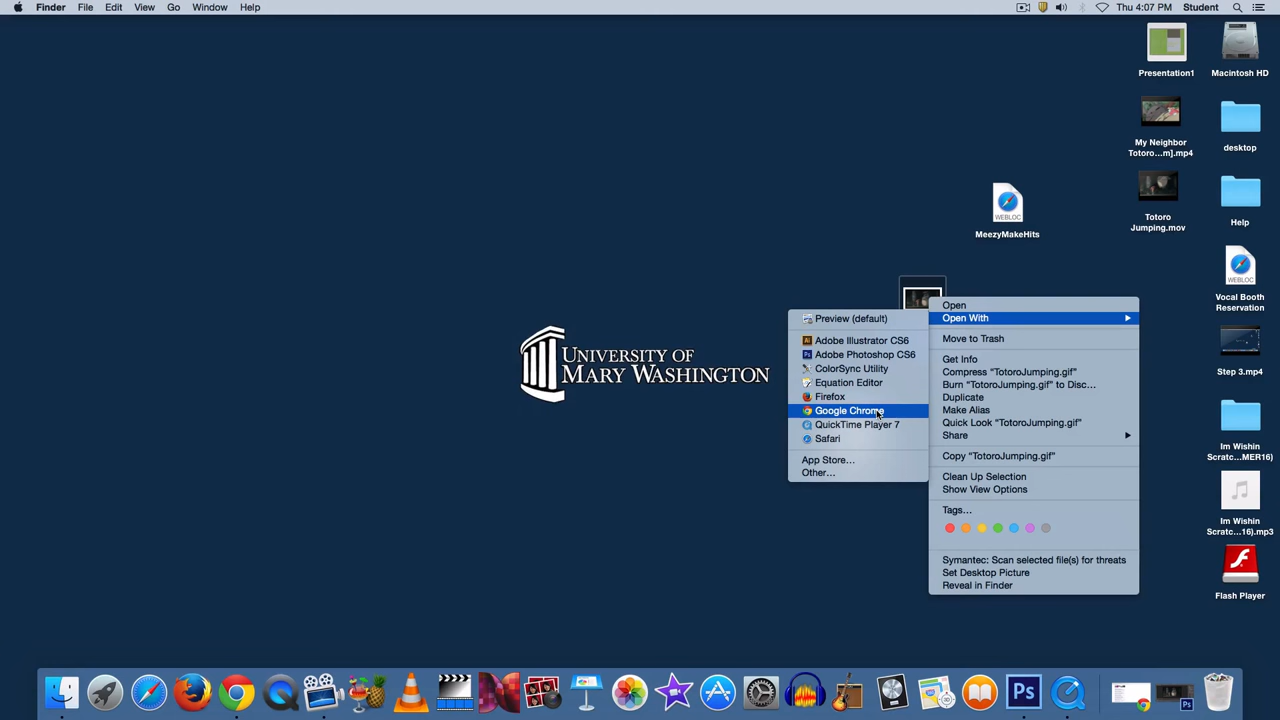 Finder File Edit View Go Window Help
Thu 4:07 PM Student
Presentation1
Macintosh HD
My Neighbor
Totoro…m].mp4
desktop
Totoro
Jumping.mov
Help
MeezyMakeHits
WEBLOC
WEBLOC
Vocal Booth
Reservation
Step 3.mp4
Im Wishin
Scratc…MER16)
Im Wishin
Scratc…16).mp3
Flash Player
UNIVERSITY OF
MARY WASHINGTON
Open
Open With
Move to Trash
Get Info
Compress “TotoroJumping.gif”
Burn “TotoroJumping.gif” to Disc…
Duplicate
Make Alias
Quick Look “TotoroJumping.gif”
Share
Copy “TotoroJumping.gif”
Clean Up Selection
Show View Options
Tags…
Symantec: Scan selected file(s) for threats
Set Desktop Picture
Reveal in Finder
Preview (default)
Adobe Illustrator CS6
Adobe Photoshop CS6
ColorSync Utility
Equation Editor
Firefox
Google Chrome
QuickTime Player 7
Safari
App Store…
Other…
Ps